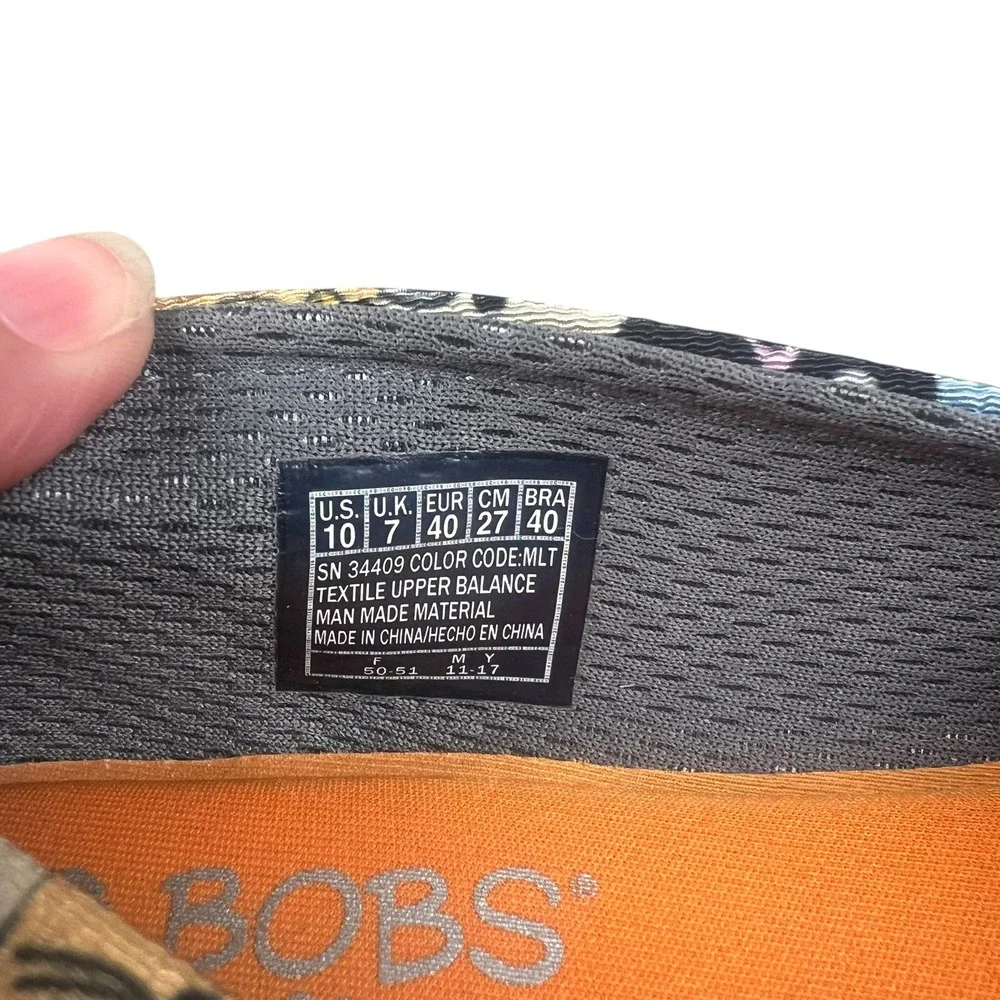 U.S. U.K. EUR CM BRA
10 7 40 27 40
SN 34409 COLOR CODE:MLT
TEXTILE UPPER BALANCE
MAN MADE MATERIAL
MADE IN CHINA/HECHO EN CHINA
F M Y
50-51 11-17
BOBS®